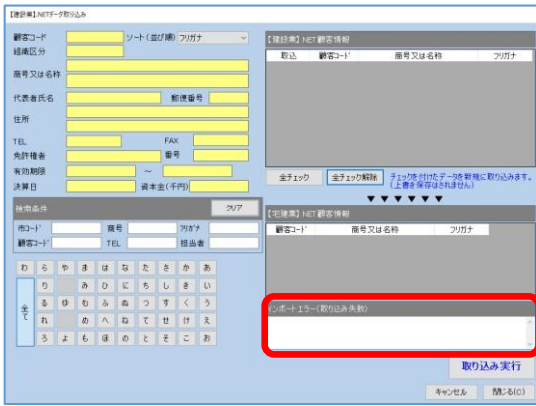 【建設業】.NETデータ取り込み
顧客コード
ソート(並び順)
フリガナ
組織区分
商号又は名称
代表者氏名
郵便番号
住所
TEL
FAX
免許権者
番号
有効期限
～
決算日
資本金(千円)
検索条件
クリア
市コード
商号
フリガナ
顧客コード
TEL
担当者
わ ら や ま は な た さ か あ
り み ひ に ち し き い
全て
る ゆ む ふ ぬ つ す く う
れ め へ ね て せ け え
ろ よ も ほ の と そ こ お
【建設業】.NET 顧客情報
取込 顧客コード 商号又は名称 フリガナ
全チェック
全チェック解除
チェックを付けたデータを新規に取り込みます。
(上書き保存はされません)
▼ ▼ ▼ ▼ ▼ ▼
【宅建業】.NET 顧客情報
顧客コード 商号又は名称 フリガナ
インポートエラー(取り込み失敗)
取り込み実行
キャンセル
閉じる(C)